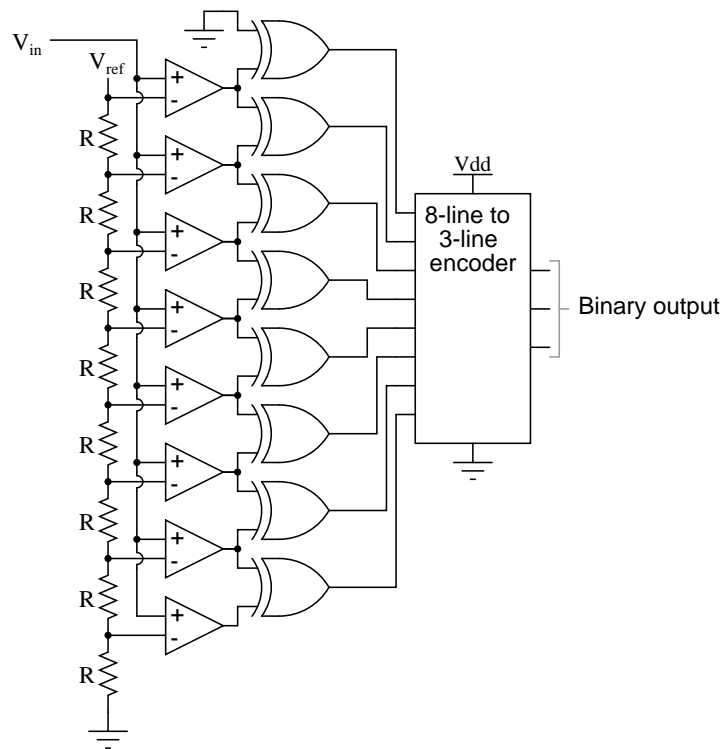 V_in
V_ref
R
R
R
R
R
R
R
R
+
-
+
-
+
-
+
-
+
-
+
-
+
-
+
-
Vdd
8-line to
3-line
encoder
Binary output